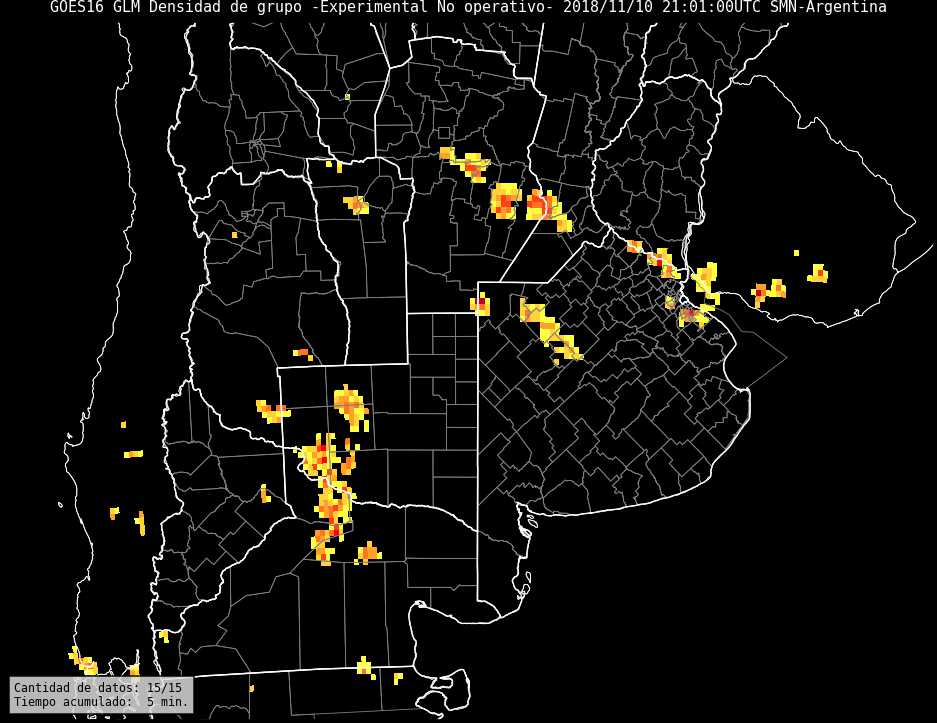 GOES16 GLM Densidad de grupo -Experimental No operativo- 2018/11/10 21:01:00UTC SMN-Argentina
Cantidad de datos: 15/15
Tiempo acumulado:  5 min.